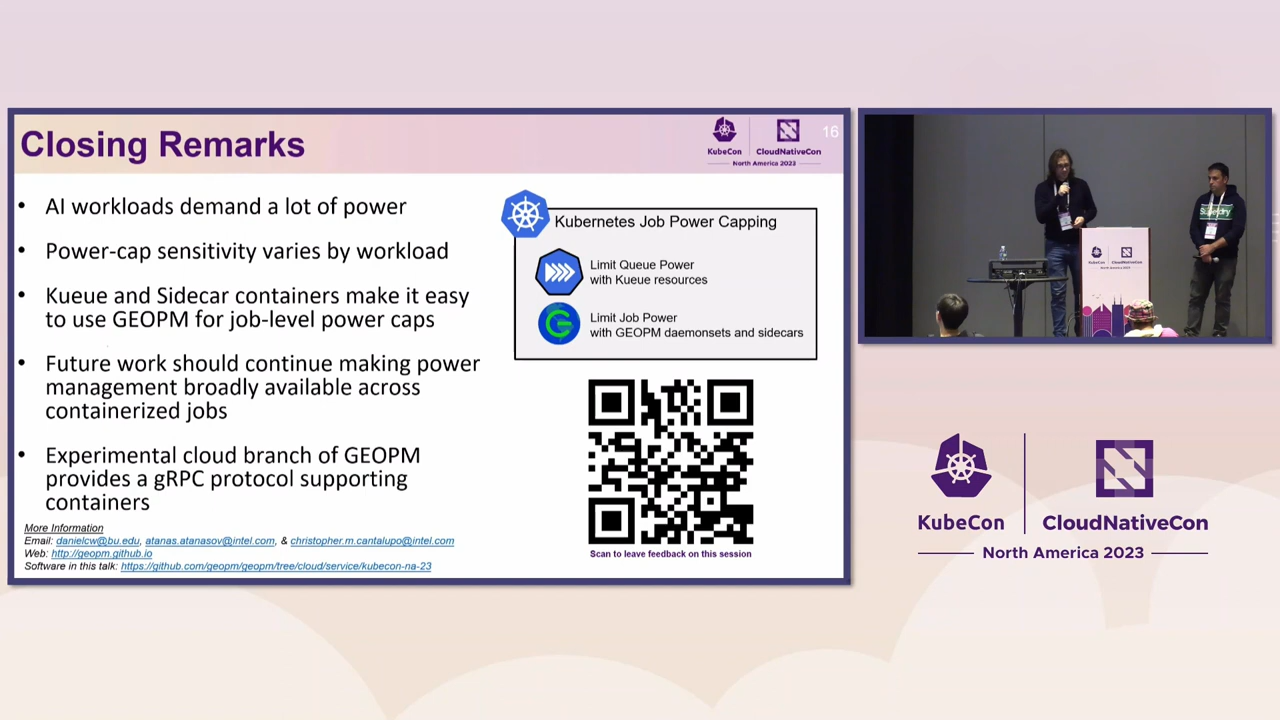 Closing Remarks
KubeCon
CloudNativeCon
North America 2023
16
• AI workloads demand a lot of power
• Power-cap sensitivity varies by workload
• Kueue and Sidecar containers make it easy
to use GEOPM for job-level power caps
• Future work should continue making power
management broadly available across
containerized jobs
• Experimental cloud branch of GEOPM
provides a gRPC protocol supporting
containers
More Information
Email: danielcw@bu.edu, atanas.atanasov@intel.com, & christopher.m.cantalupo@intel.com
Web: http://geopm.github.io
Software in this talk: https://github.com/geopm/geopm/tree/cloud/service/kubecon-na-23
Kubernetes Job Power Capping
Limit Queue Power
with Kueue resources
Limit Job Power
with GEOPM daemonsets and sidecars
Scan to leave feedback on this session
KubeCon
CloudNativeCon
North America 2023